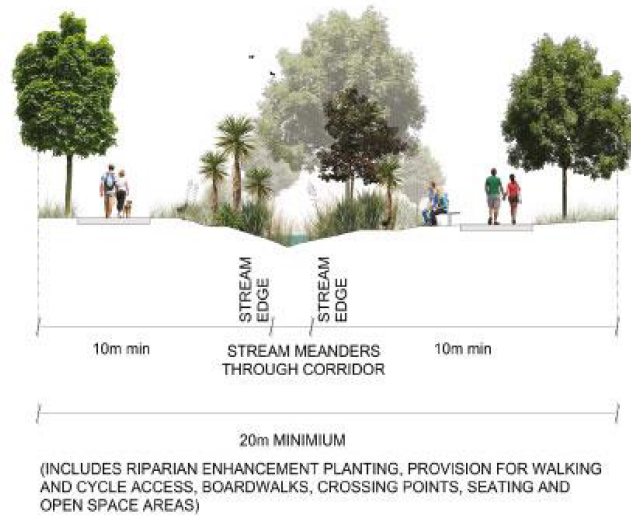 STREAM
EDGE
STREAM
EDGE
10m min
STREAM MEANDERS
THROUGH CORRIDOR
10m min
20m MINIMIUM
(INCLUDES RIPARIAN ENHANCEMENT PLANTING, PROVISION FOR WALKING
AND CYCLE ACCESS, BOARDWALKS, CROSSING POINTS, SEATING AND
OPEN SPACE AREAS)